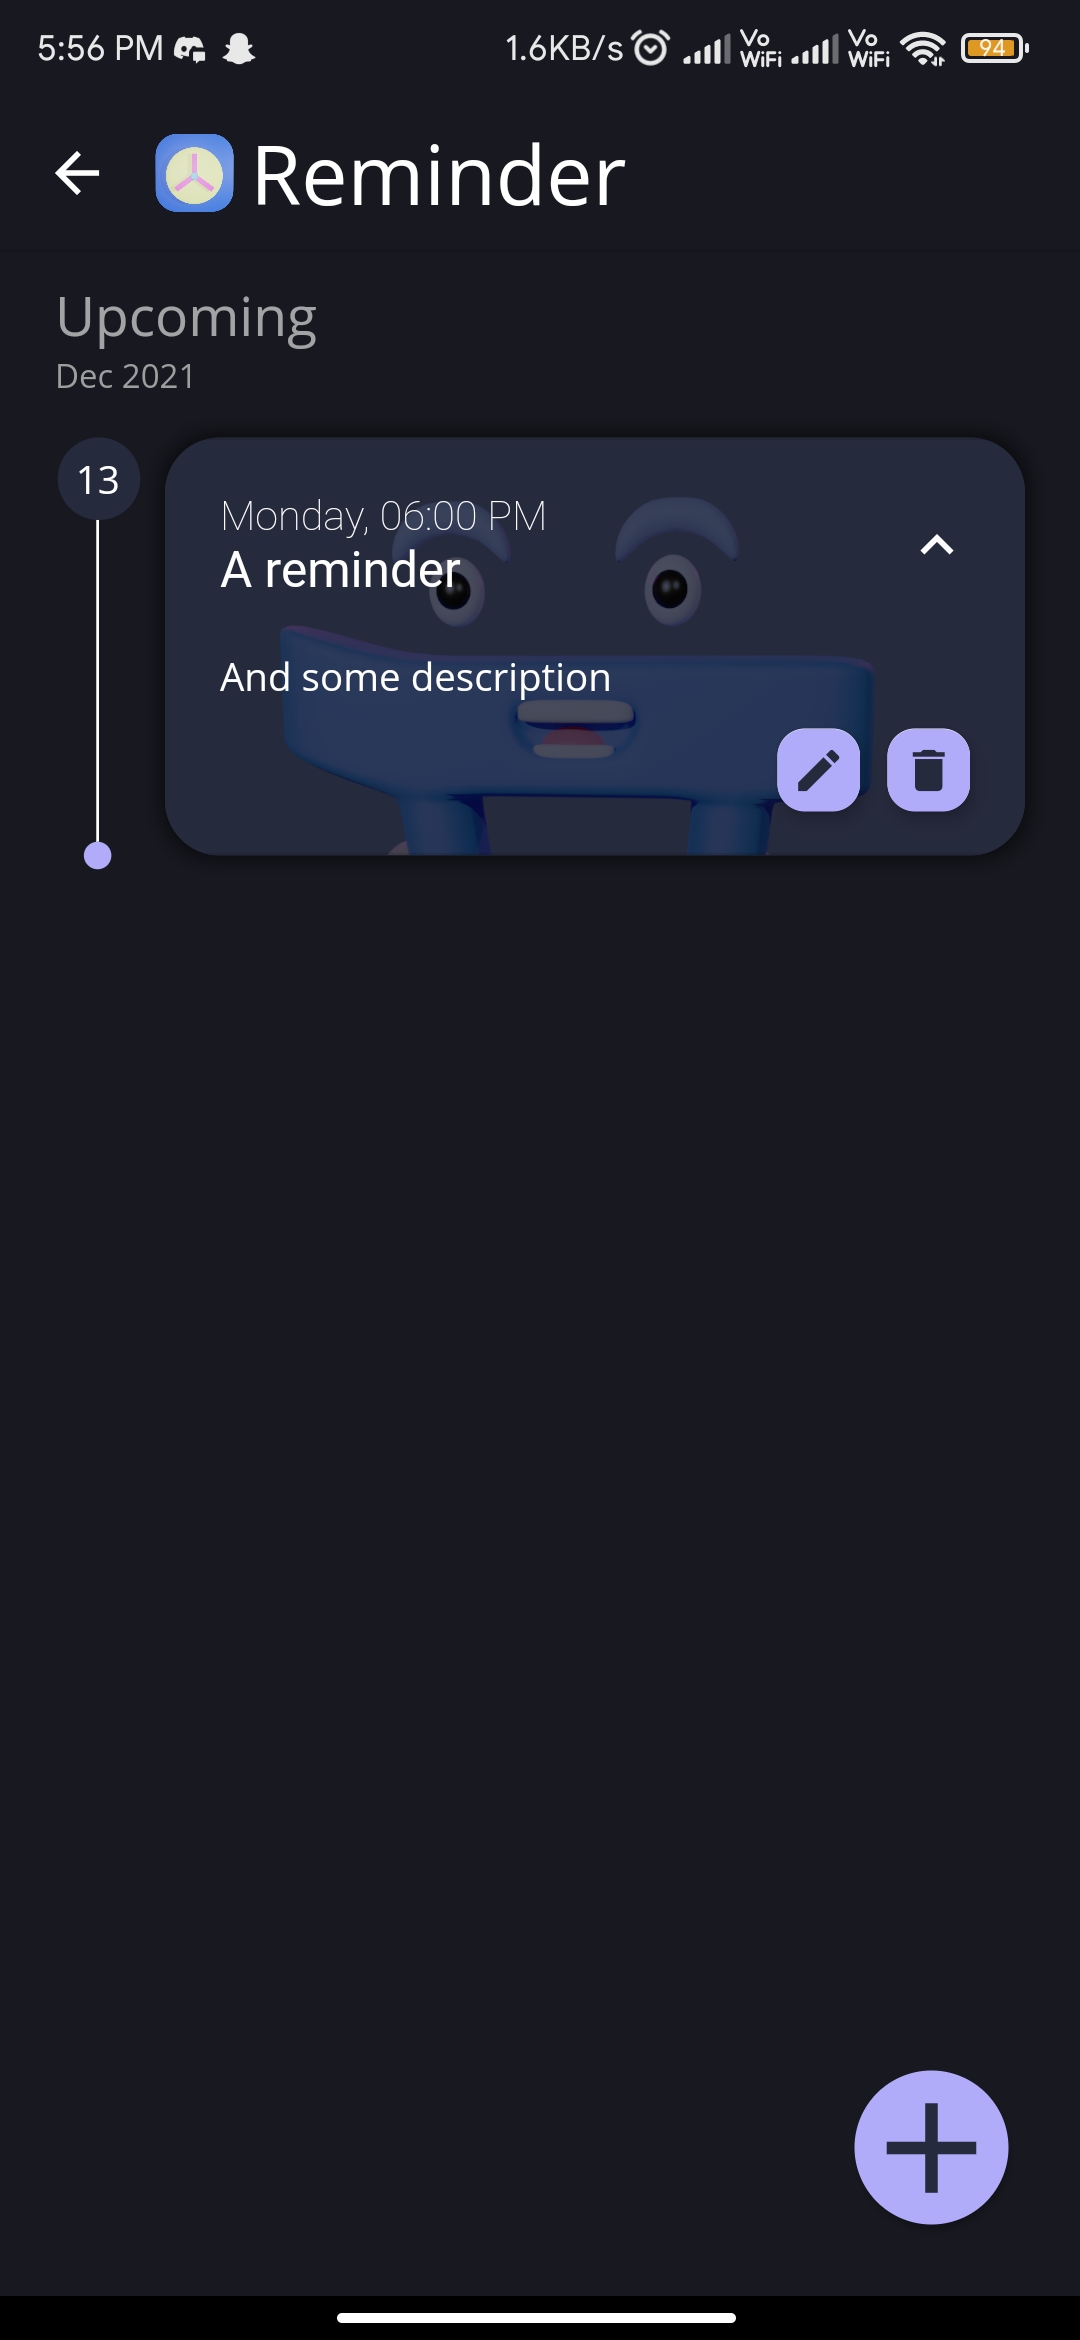 5:56 PM 1.6KB/s Vo WiFi Vo WiFi 94
Reminder
Upcoming
Dec 2021
13
Monday, 06:00 PM
A reminder
And some description